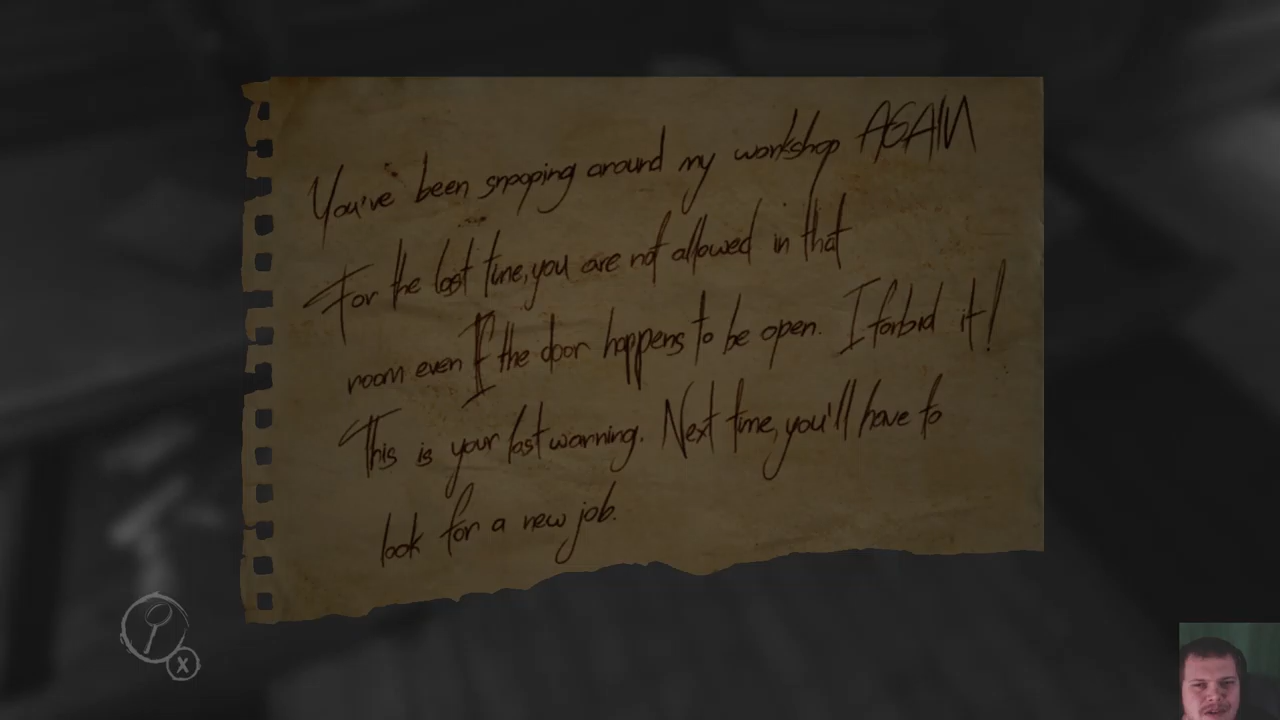 You've been snooping around my workshop AGAIN
For the last time, you are not allowed in that
room even If the door happens to be open. I forbid it!
This is your last warning. Next time, you'll have to
look for a new job.
X